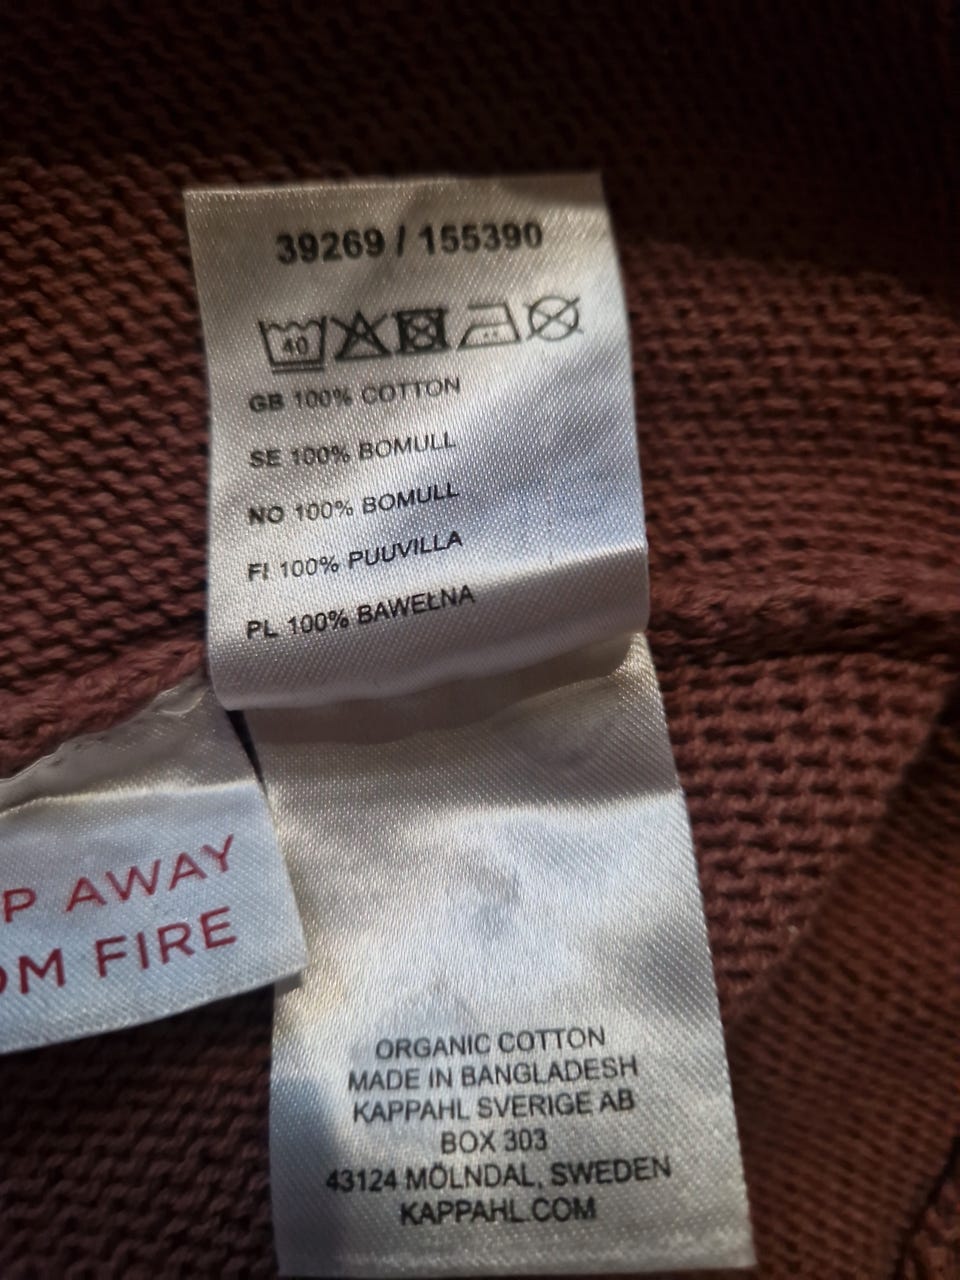 39269 / 155390
40
GB 100% COTTON
SE 100% BOMULL
NO 100% BOMULL
FI 100% PUUVILLA
PL 100% BAWEŁNA
P AWAY
OM FIRE
ORGANIC COTTON
MADE IN BANGLADESH
KAPPAHL SVERIGE AB
BOX 303
43124 MÖLNDAL, SWEDEN
KAPPAHL.COM